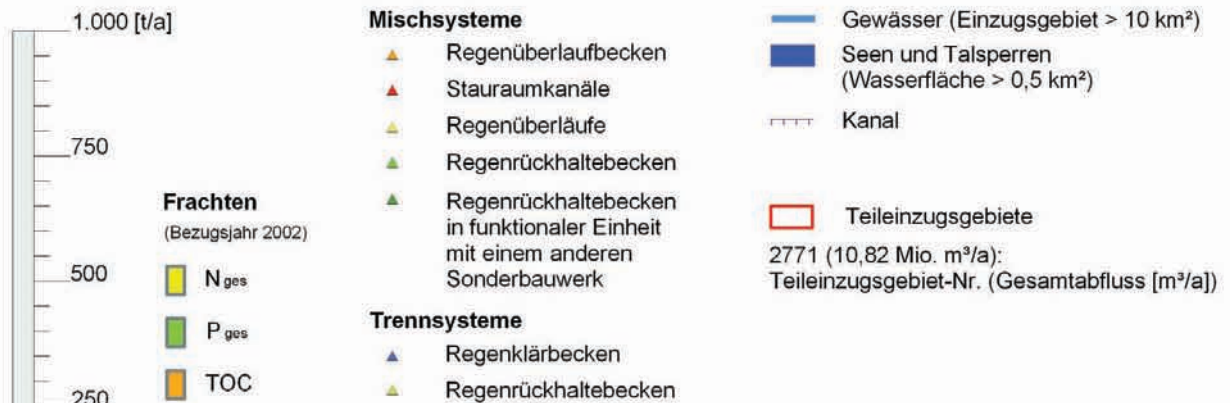 1.000 [t/a]
750
500
250
Frachten
(Bezugsjahr 2002)
N ges
P ges
TOC
Mischsysteme
Regenüberlaufbecken
Stauraumkanäle
Regenüberläufe
Regenrückhaltebecken
Regenrückhaltebecken
in funktionaler Einheit
mit einem anderen
Sonderbauwerk
Trennsysteme
Regenklärbecken
Regenrückhaltebecken
Gewässer (Einzugsgebiet > 10 km²)
Seen und Talsperren
(Wasserfläche > 0,5 km²)
Kanal
Teileinzugsgebiete
2771 (10,82 Mio. m³/a):
Teileinzugsgebiet-Nr. (Gesamtabfluss [m³/a])